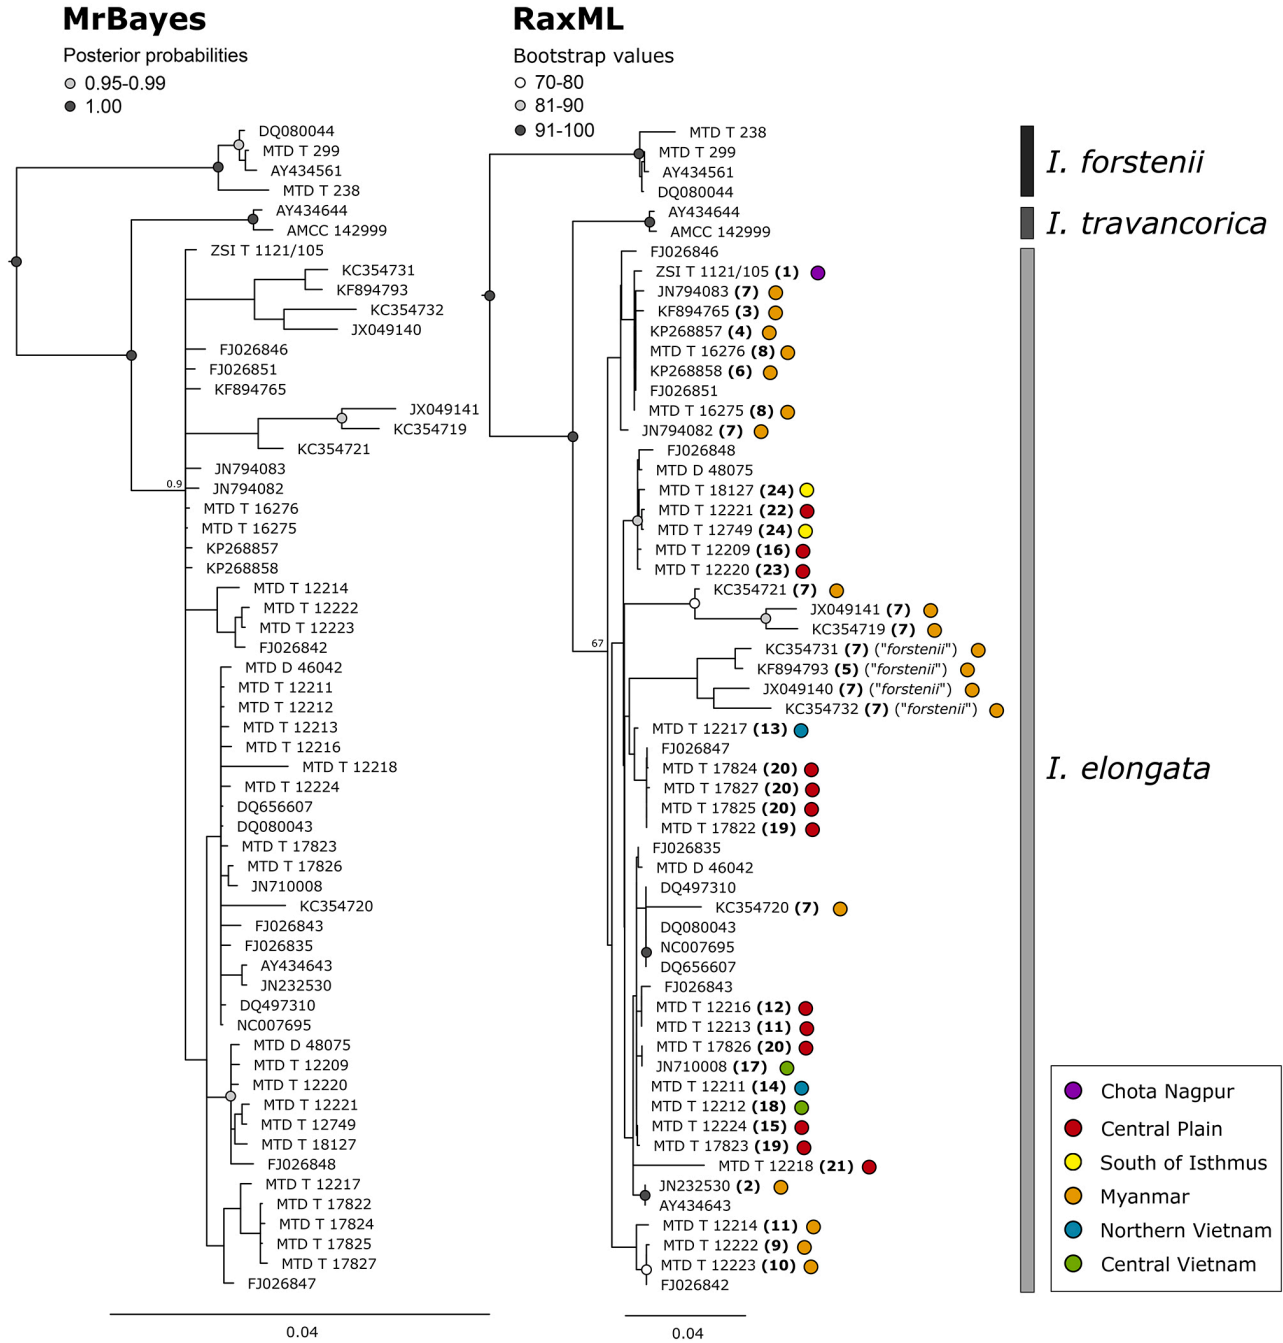 MrBayes
Posterior probabilities
0.95-0.99
1.00
DQ080044
MTD T 299
AY434561
MTD T 238
AY434644
AMCC 142999
ZSI T 1121/105
KC354731
KF894793
KC354732
JX049140
FJ026846
FJ026851
KF894765
JX049141
KC354719
KC354721
JN794083
0.9
JN794082
MTD T 16276
MTD T 16275
KP268857
KP268858
MTD T 12214
MTD T 12222
MTD T 12223
FJ026842
MTD D 46042
MTD T 12211
MTD T 12212
MTD T 12213
MTD T 12216
MTD T 12218
MTD T 12224
DQ656607
DQ080043
MTD T 17823
MTD T 17826
JN710008
KC354720
FJ026843
FJ026835
AY434643
JN232530
DQ497310
NC007695
MTD D 48075
MTD T 12209
MTD T 12220
MTD T 12221
MTD T 12749
MTD T 18127
FJ026848
MTD T 12217
MTD T 17822
MTD T 17824
MTD T 17825
MTD T 17827
FJ026847
0.04
RaxML
Bootstrap values
70-80
81-90
91-100
MTD T 238
MTD T 299
AY434561
DQ080044
AY434644
AMCC 142999
FJ026846
ZSI T 1121/105 (1)
JN794083 (7)
KF894765 (3)
KP268857 (4)
MTD T 16276 (8)
KP268858 (6)
FJ026851
MTD T 16275 (8)
JN794082 (7)
FJ026848
MTD D 48075
MTD T 18127 (24)
MTD T 12221 (22)
MTD T 12749 (24)
MTD T 12209 (16)
MTD T 12220 (23)
KC354721 (7)
JX049141 (7)
KC354719 (7)
67
KC354731 (7) ("forstenii")
KF894793 (5) ("forstenii")
JX049140 (7) ("forstenii")
KC354732 (7) ("forstenii")
MTD T 12217 (13)
FJ026847
MTD T 17824 (20)
MTD T 17827 (20)
MTD T 17825 (20)
MTD T 17822 (19)
FJ026835
MTD D 46042
DQ497310
KC354720 (7)
DQ080043
NC007695
DQ656607
FJ026843
MTD T 12216 (12)
MTD T 12213 (11)
MTD T 17826 (20)
JN710008 (17)
MTD T 12211 (14)
MTD T 12212 (18)
MTD T 12224 (15)
MTD T 17823 (19)
MTD T 12218 (21)
JN232530 (2)
AY434643
MTD T 12214 (11)
MTD T 12222 (9)
MTD T 12223 (10)
FJ026842
0.04
I. forstenii
I. travancorica
I. elongata
Chota Nagpur
Central Plain
South of Isthmus
Myanmar
Northern Vietnam
Central Vietnam